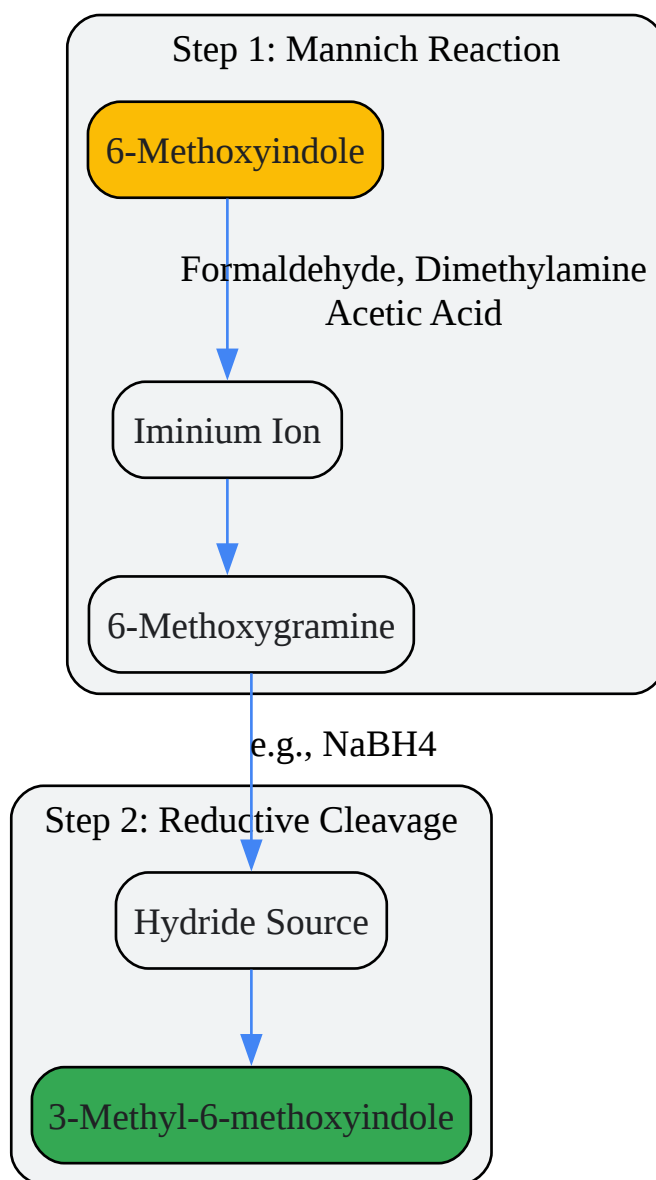 Step 1: Mannich Reaction
6-Methoxyindole
Formaldehyde, Dimethylamine
Acetic Acid
Iminium Ion
6-Methoxygramine
e.g., NaBH4
Step 2: Reductive Cleavage
Hydride Source
3-Methyl-6-methoxyindole